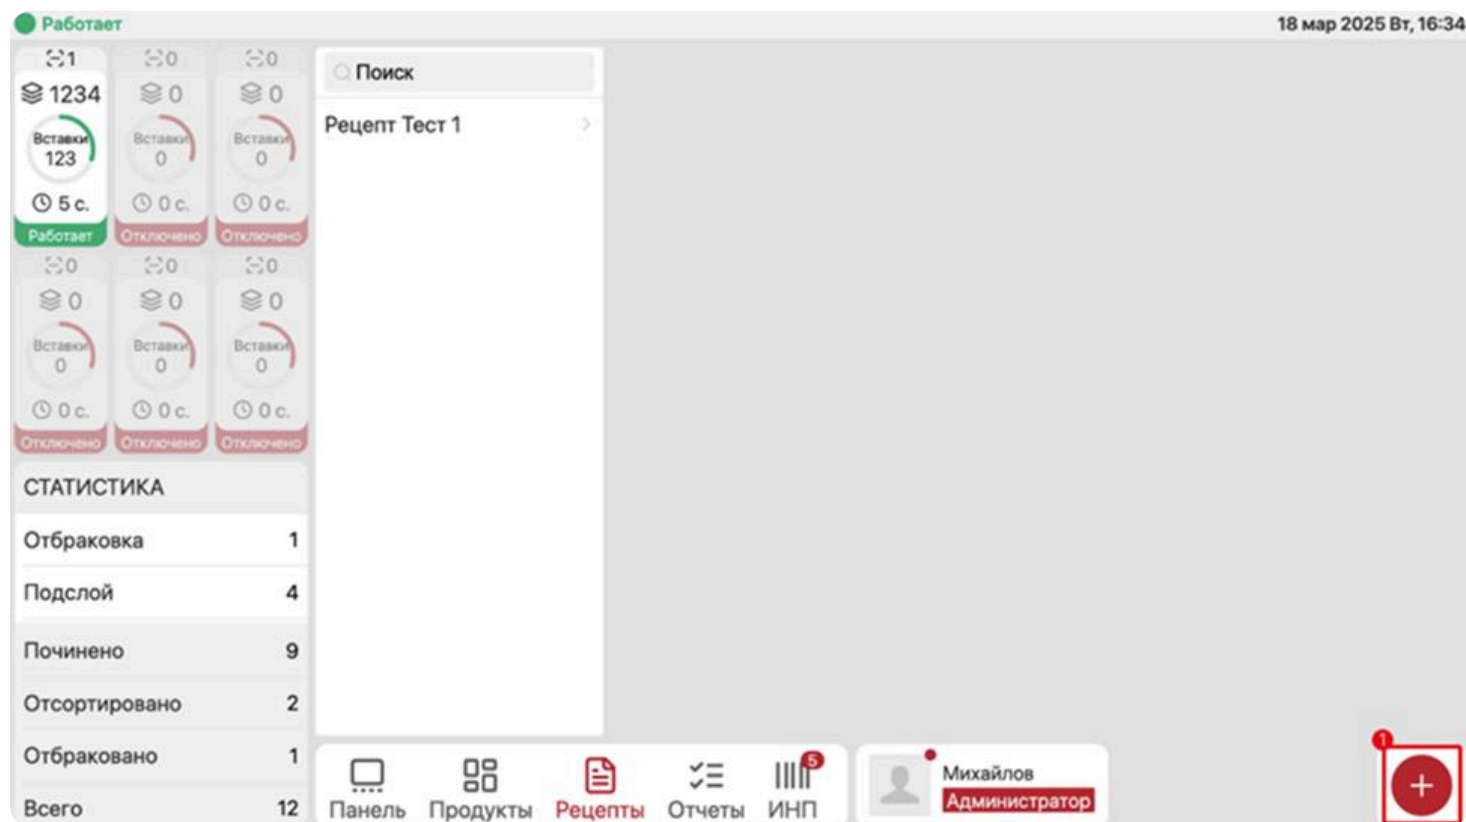 Работает
18 мар 2025 Вт, 16:34
1
0
0
1234
0
0
Вставки
123
Вставки
0
Вставки
0
5 с.
0 с.
0 с.
Работает
Отключено
Отключено
0
0
0
0
0
0
Вставки
0
Вставки
0
Вставки
0
0 с.
0 с.
0 с.
Отключено
Отключено
Отключено
СТАТИСТИКА
Отбраковка 1
Подслой 4
Починено 9
Отсортировано 2
Отбраковано 1
Всего 12
Поиск
Рецепт Тест 1
Панель
Продукты
Рецепты
Отчеты
5
ИНП
Михайлов
Администратор
1